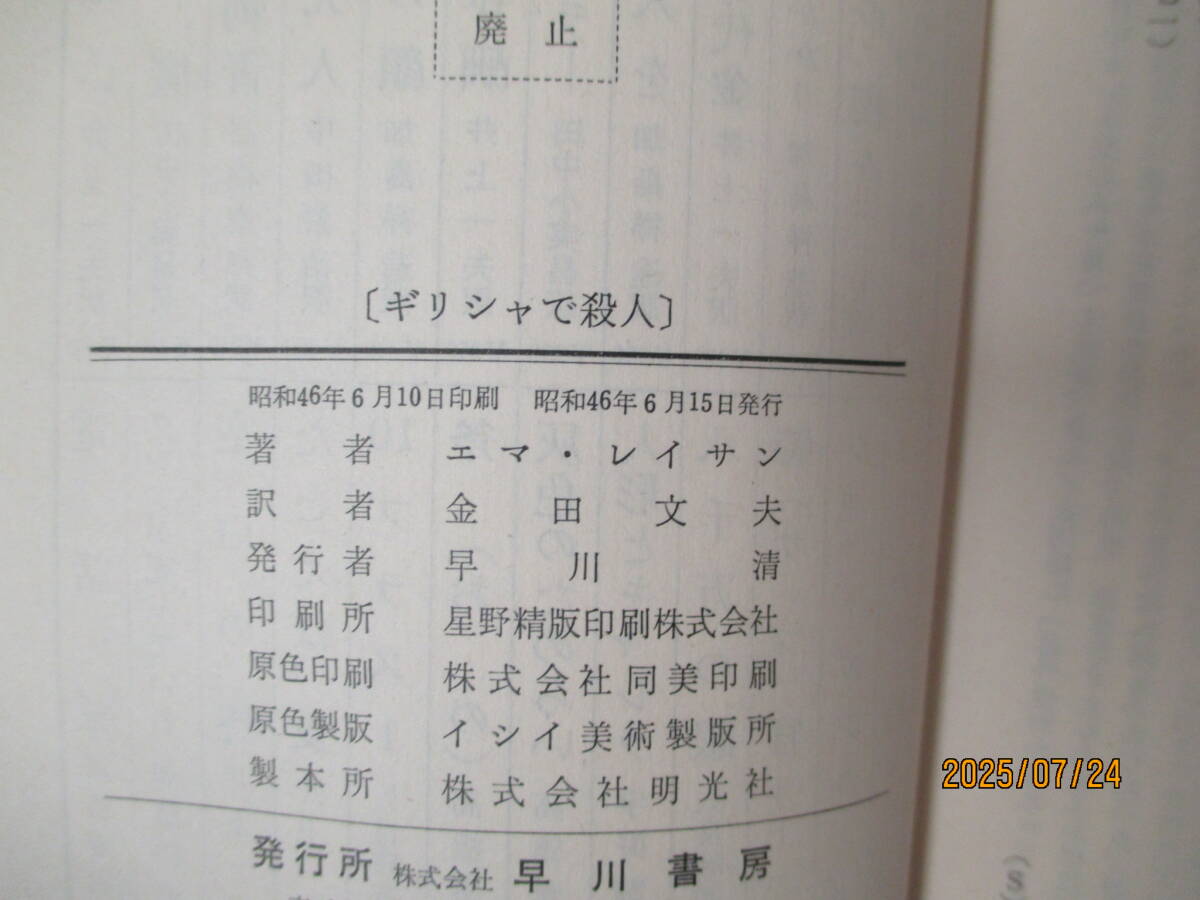 廃止
〔ギリシャで殺人〕
昭和46年6月10日印刷 昭和46年6月15日発行
著者 エマ・レイサン
訳者 金田文夫
発行者 早川清
印刷所 星野精版印刷株式会社
原色印刷 株式会社同美印刷
原色製版 イシイ美術製版所
製本所 株式会社明光社
発行所 株式会社 早川書房
2025/07/24